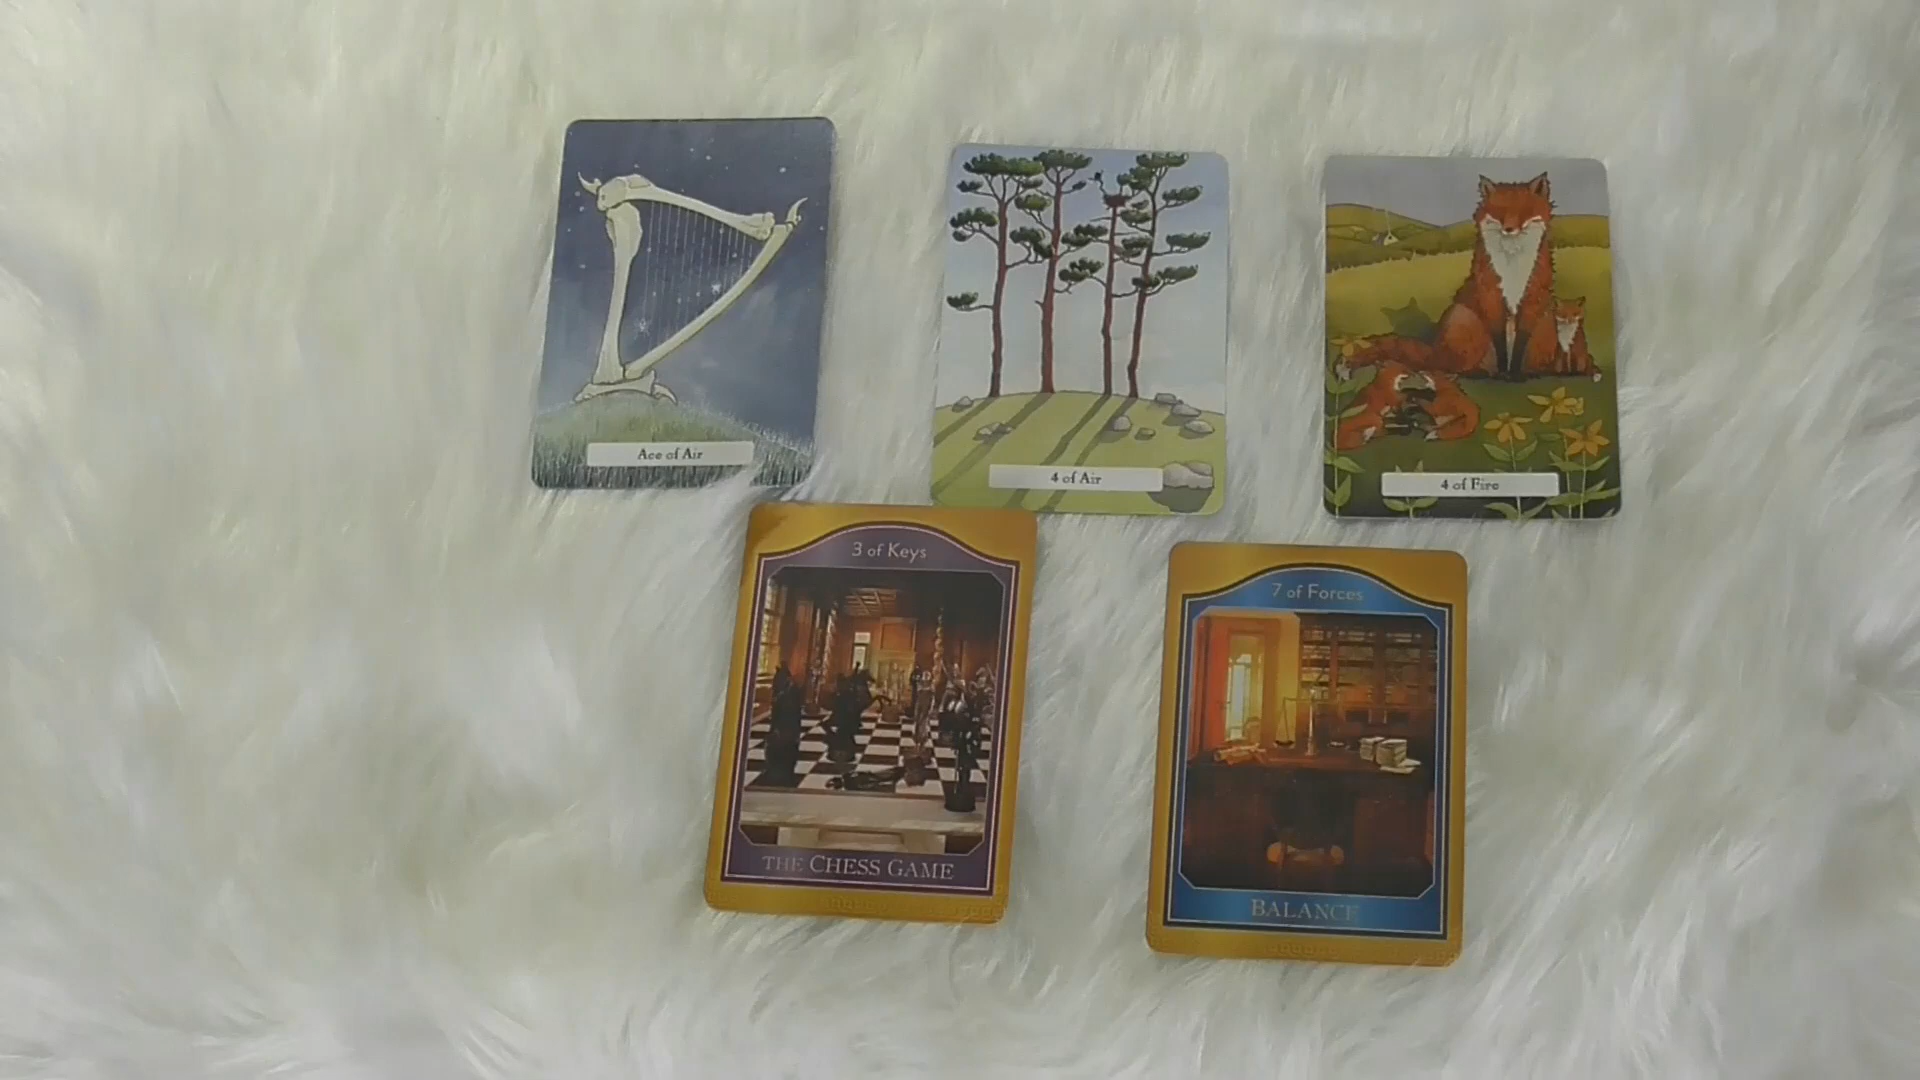 Ace of Air
4 of Air
4 of Fire
3 of Keys
THE CHESS GAME
7 of Forces
BALANCE